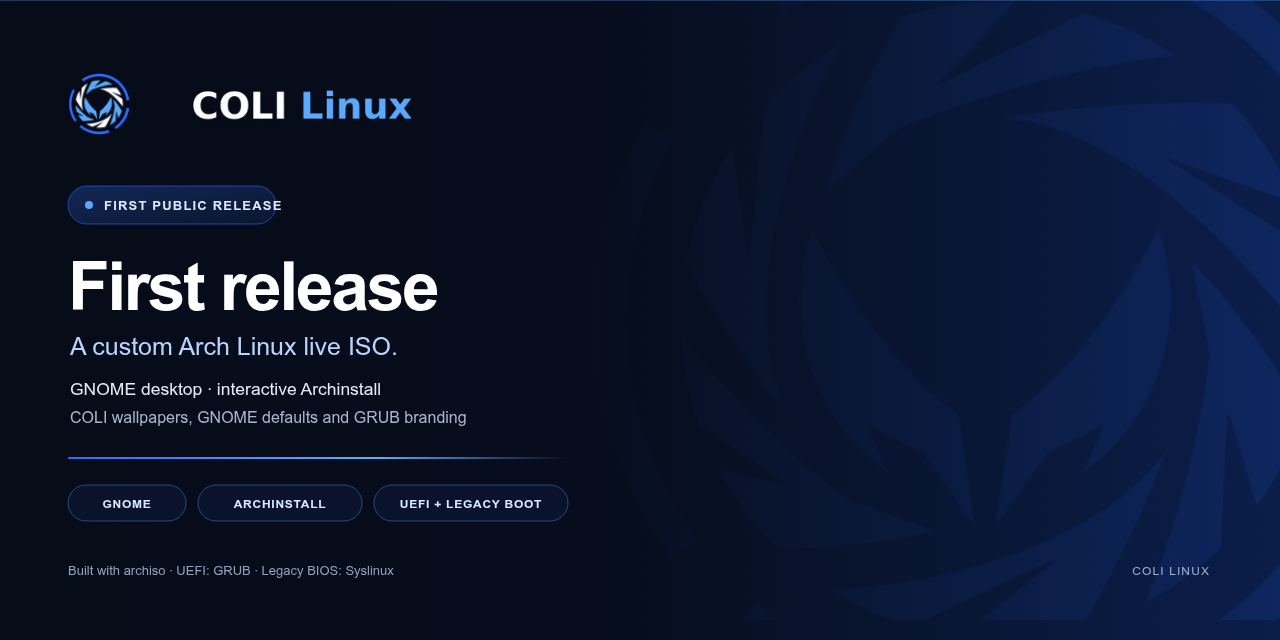 COLI Linux
FIRST PUBLIC RELEASE
First release
A custom Arch Linux live ISO.
GNOME desktop · interactive Archinstall
COLI wallpapers, GNOME defaults and GRUB branding
GNOME
ARCHINSTALL
UEFI + LEGACY BOOT
Built with archiso · UEFI: GRUB · Legacy BIOS: Syslinux
COLI LINUX